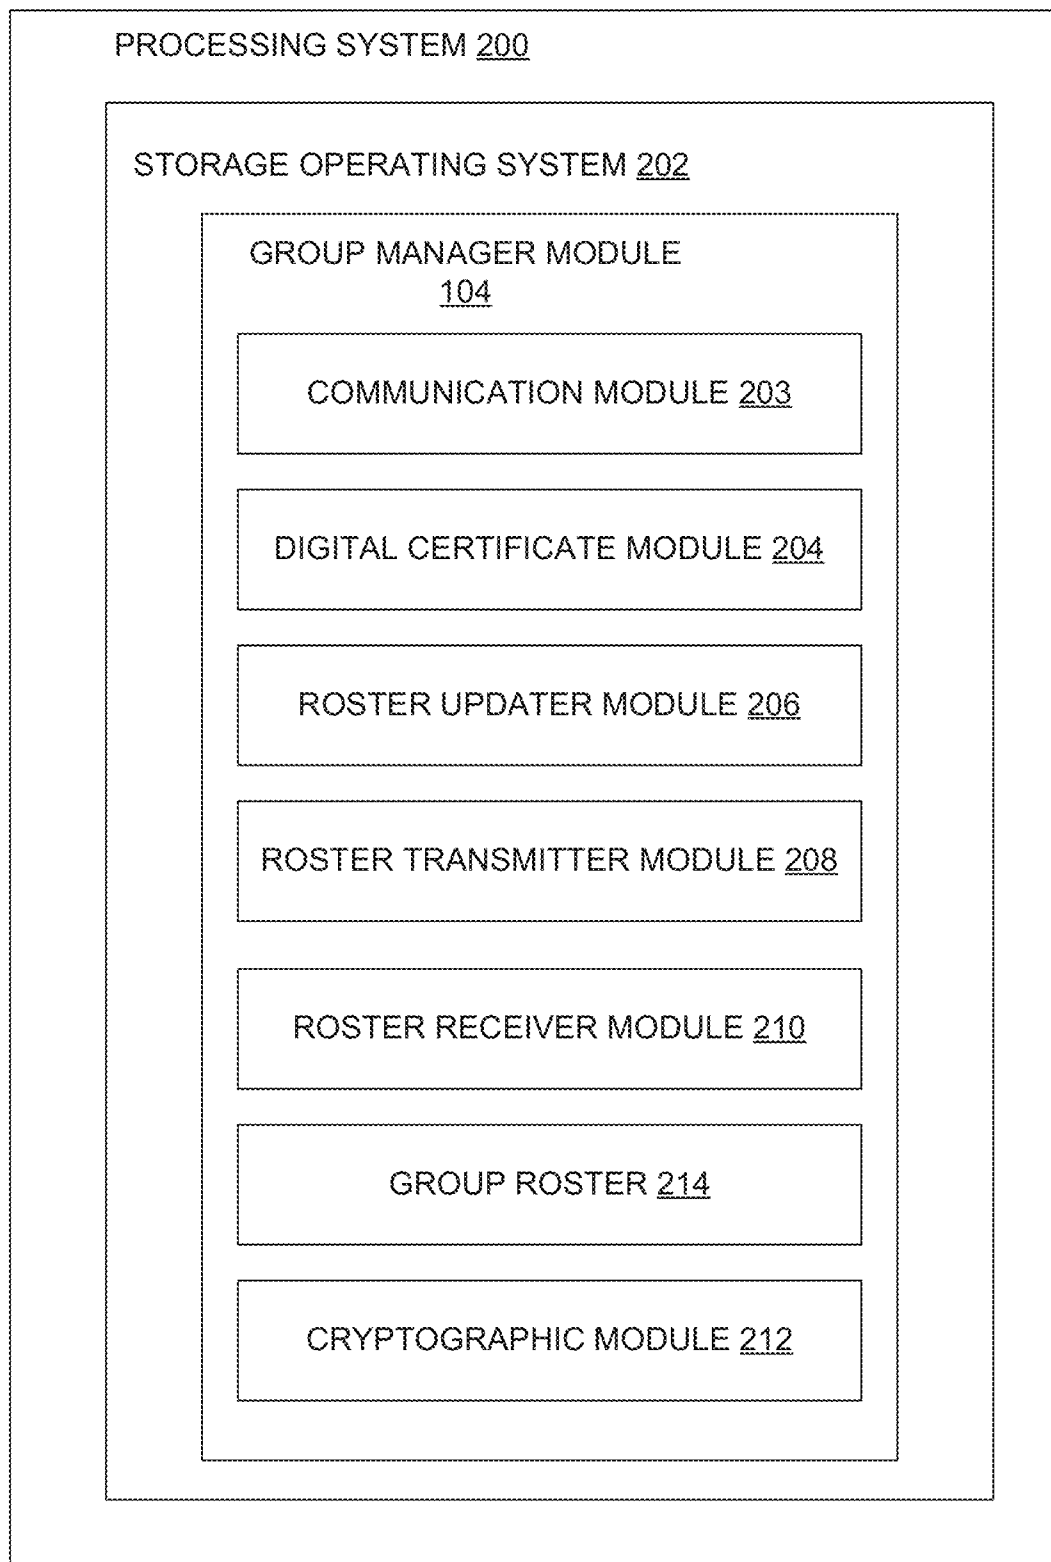 PROCESSING SYSTEM 200
STORAGE OPERATING SYSTEM 202
GROUP MANAGER MODULE
104
COMMUNICATION MODULE 203
DIGITAL CERTIFICATE MODULE 204
ROSTER UPDATER MODULE 206
ROSTER TRANSMITTER MODULE 208
ROSTER RECEIVER MODULE 210
GROUP ROSTER 214
CRYPTOGRAPHIC MODULE 212